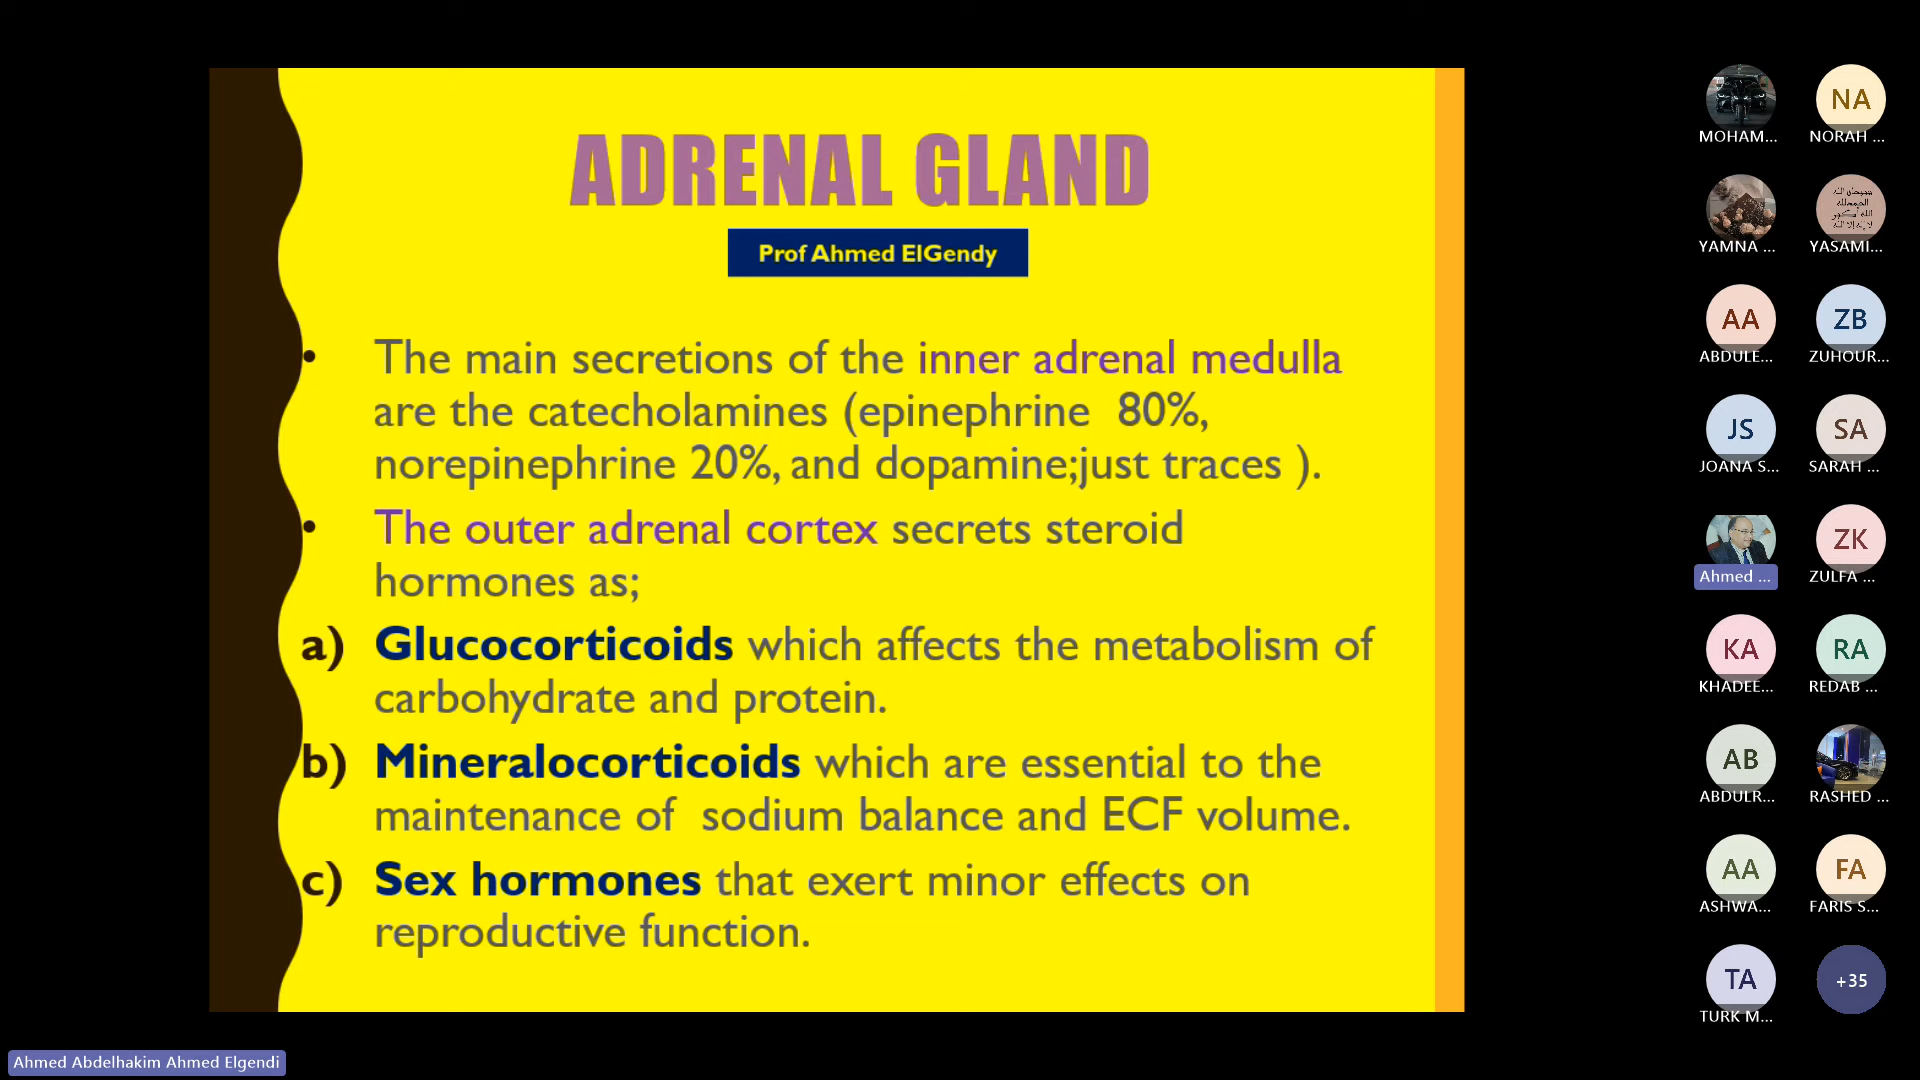 ADRENAL GLAND
Prof Ahmed ElGendy
• The main secretions of the inner adrenal medulla
are the catecholamines (epinephrine 80%,
norepinephrine 20%, and dopamine;just traces ).
• The outer adrenal cortex secrets steroid
hormones as;
a) Glucocorticoids which affects the metabolism of
carbohydrate and protein.
b) Mineralocorticoids which are essential to the
maintenance of sodium balance and ECF volume.
c) Sex hormones that exert minor effects on
reproductive function.
MOHAM...
NA
NORAH ...
YAMNA ...
YASAMI...
AA
ABDULE...
ZB
ZUHOUR...
JS
JOANA S...
SA
SARAH ...
Ahmed ...
ZK
ZULFA ...
KA
KHADEE...
RA
REDAB ...
AB
ABDULR...
RASHED ...
AA
ASHWA...
FA
FARIS S...
TA
TURK M...
+35
Ahmed Abdelhakim Ahmed Elgendi